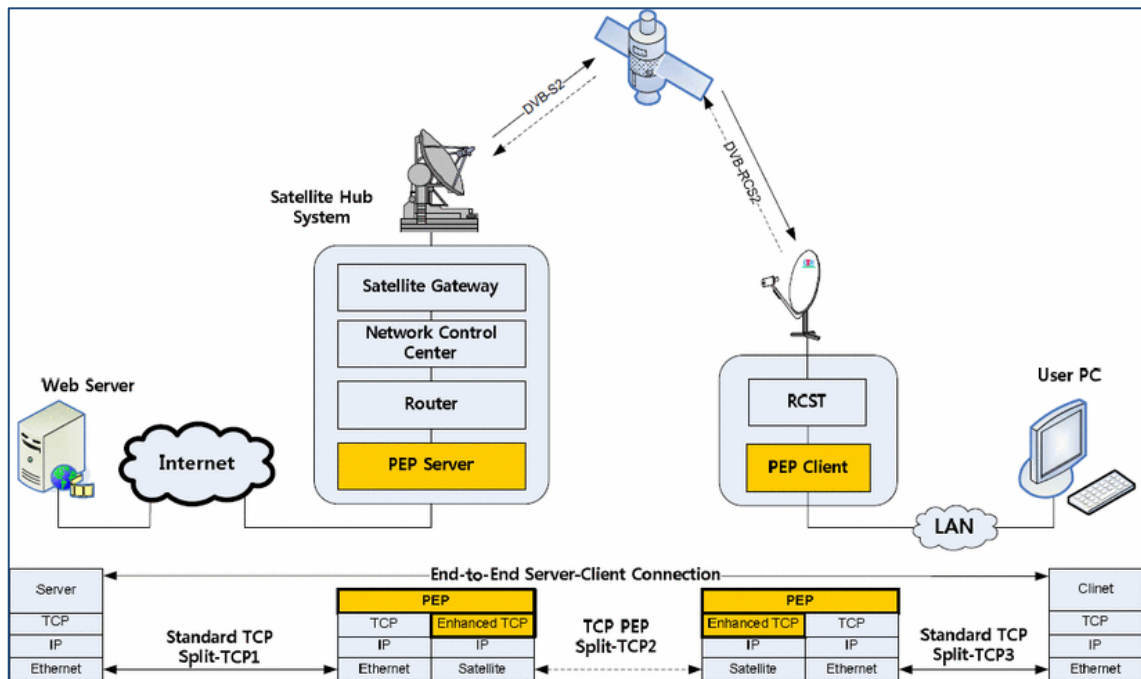 DVB-S2
DVB-RCS2
Satellite Hub
System
Satellite Gateway
Network Control
Center
Router
PEP Server
Web Server
Internet
RCST
PEP Client
User PC
LAN
End-to-End Server-Client Connection
Server
TCP
IP
Ethernet
Standard TCP
Split-TCP1
PEP
TCP
Enhanced TCP
IP
IP
Ethernet
Satellite
TCP PEP
Split-TCP2
PEP
Enhanced TCP
TCP
IP
IP
Satellite
Ethernet
Standard TCP
Split-TCP3
Clinet
TCP
IP
Ethernet